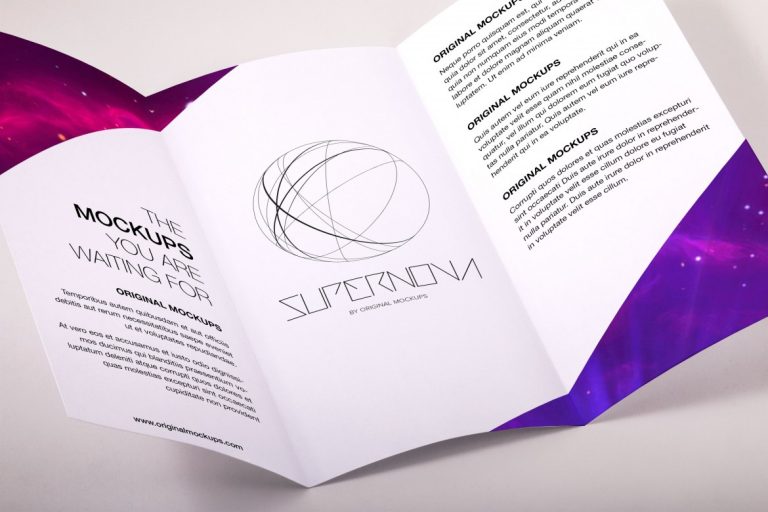 THE
MOCKUPS
YOU ARE
WAITING FOR
ORIGINAL MOCKUPS
Temporibus autem quibusdam et aut officiis
debitis aut rerum necessitatibus saepe eveniet
ut et voluptates repudiandae.
At vero eos et accusamus et iusto odio dignissi-
mos ducimus qui blanditiis praesentium vo-
luptatum deleniti atque corrupti quos dolores et
quas molestias excepturi sint occaecati
cupiditate non provident
www.originalmockups.com
SUPERNOVA
BY ORIGINAL MOCKUPS
ORIGINAL MOCKUPS
Neque porro quisquam est, qui
quia dolor sit amet, consectetur, ad
quia non numquam eius modi tempora
labore et dolore magnam aliquam quaerat
luptatem. Ut enim ad minima veniam.
ORIGINAL MOCKUPS
Quis autem vel eum iure reprehenderit qui in ea
voluptate velit esse quam nihil molestiae conse-
quatur, vel illum qui dolorem eum fugiat quo volup-
tas nulla pariatur. Quis autem vel eum iure repre-
henderit qui in ea voluptate.
ORIGINAL MOCKUPS
Corrupti quos dolores et quas molestias excepturi
sint occaecati Duis aute irure dolor in reprehender-
it in voluptate velit esse cillum dolore eu fugiat
nulla pariatur. Duis aute irure dolor in reprehenderit
in voluptate velit esse cillum.